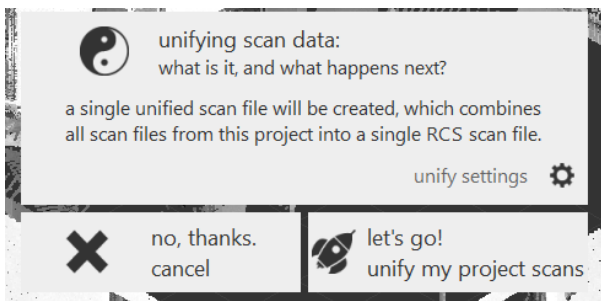 unifying scan data:
what is it, and what happens next?
a single unified scan file will be created, which combines
all scan files from this project into a single RCS scan file.
unify settings
no, thanks.
cancel
let's go!
unify my project scans